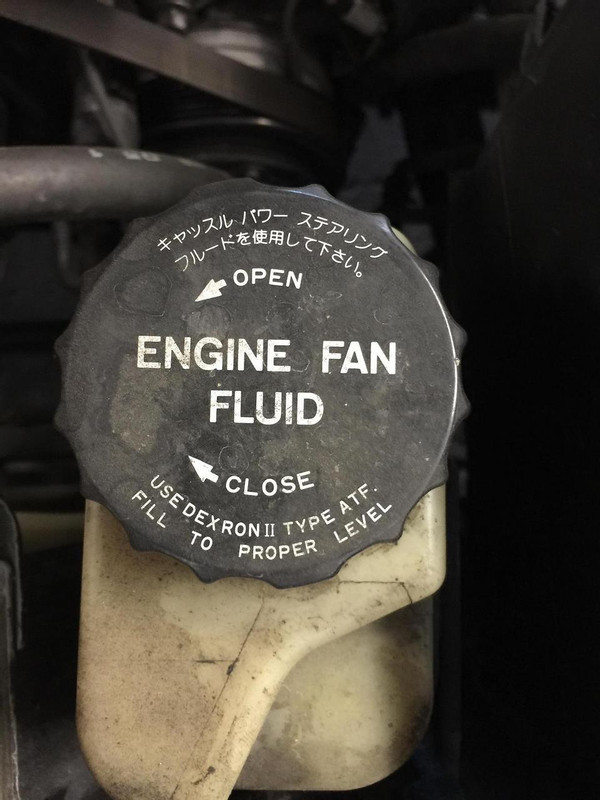 キャッスル パワー ステアリング
フルードを使用して下さい。
OPEN
ENGINE FAN
FLUID
CLOSE
USE DEXRON II TYPE ATF.
FILL TO PROPER LEVEL